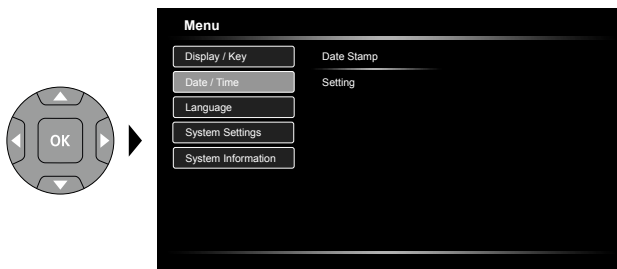 Menu
Display / Key
Date Stamp
Date / Time
Setting
Language
System Settings
System Information
OK